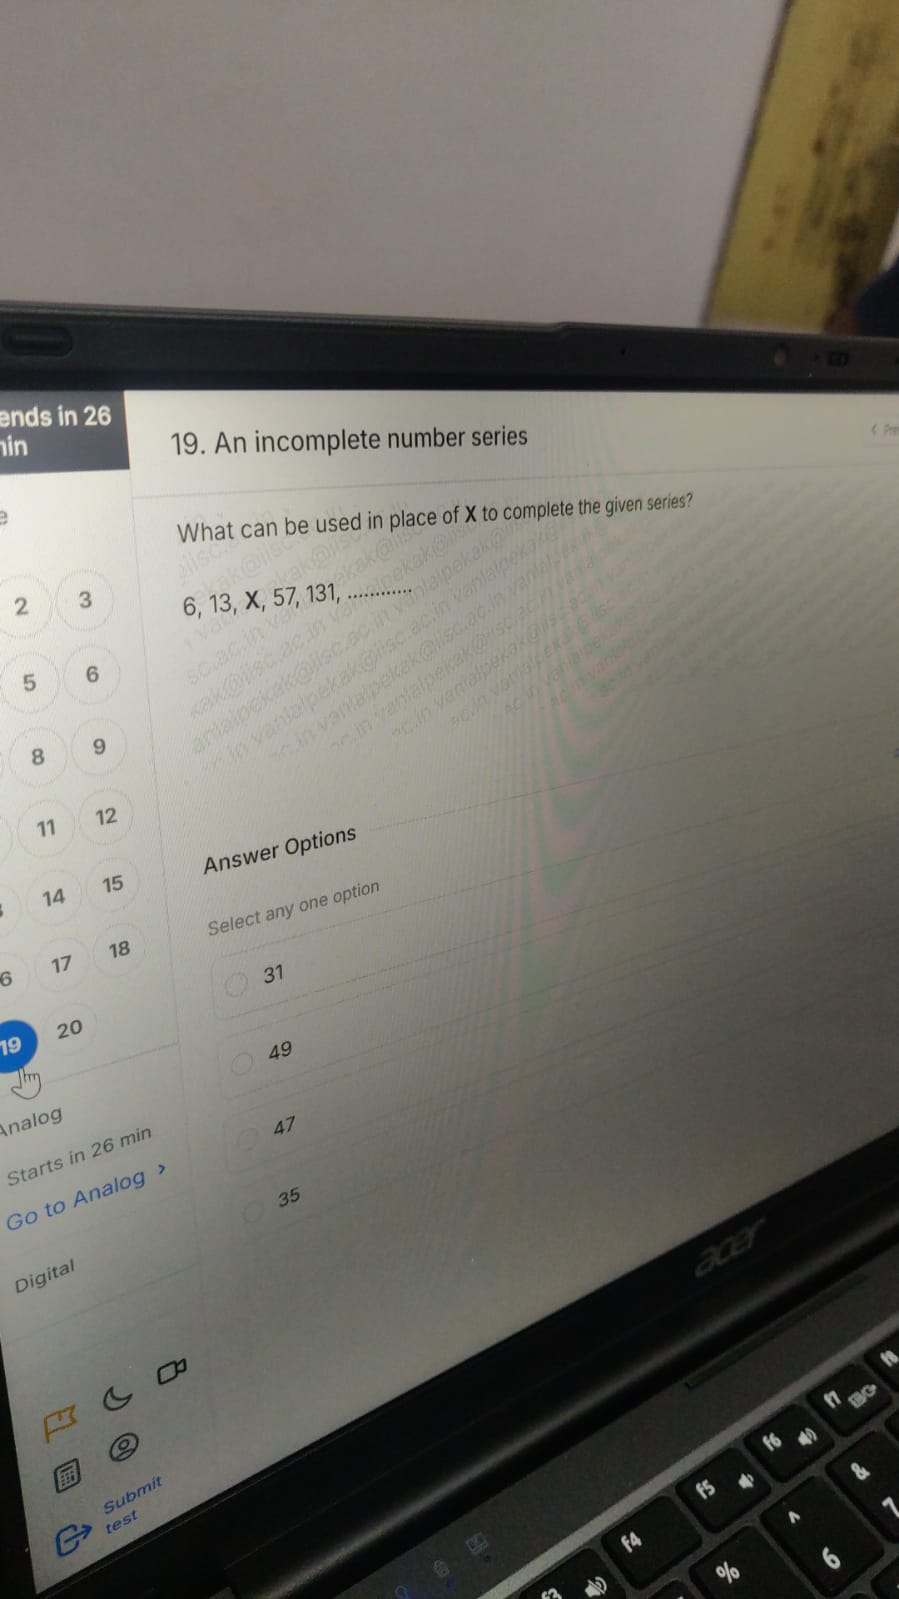 ends in 26
min
19. An incomplete number series
What can be used in place of X to complete the given series?
6, 13, X, 57, 131, ............
2 3
5 6
8 9
11 12
14 15
6 17 18
19 20
Answer Options
Select any one option
31
49
47
35
Analog
Starts in 26 min
Go to Analog >
Digital
Submit
test
acer
F3 F4 F5 F6 F7 F8
% 6 ^ & 7